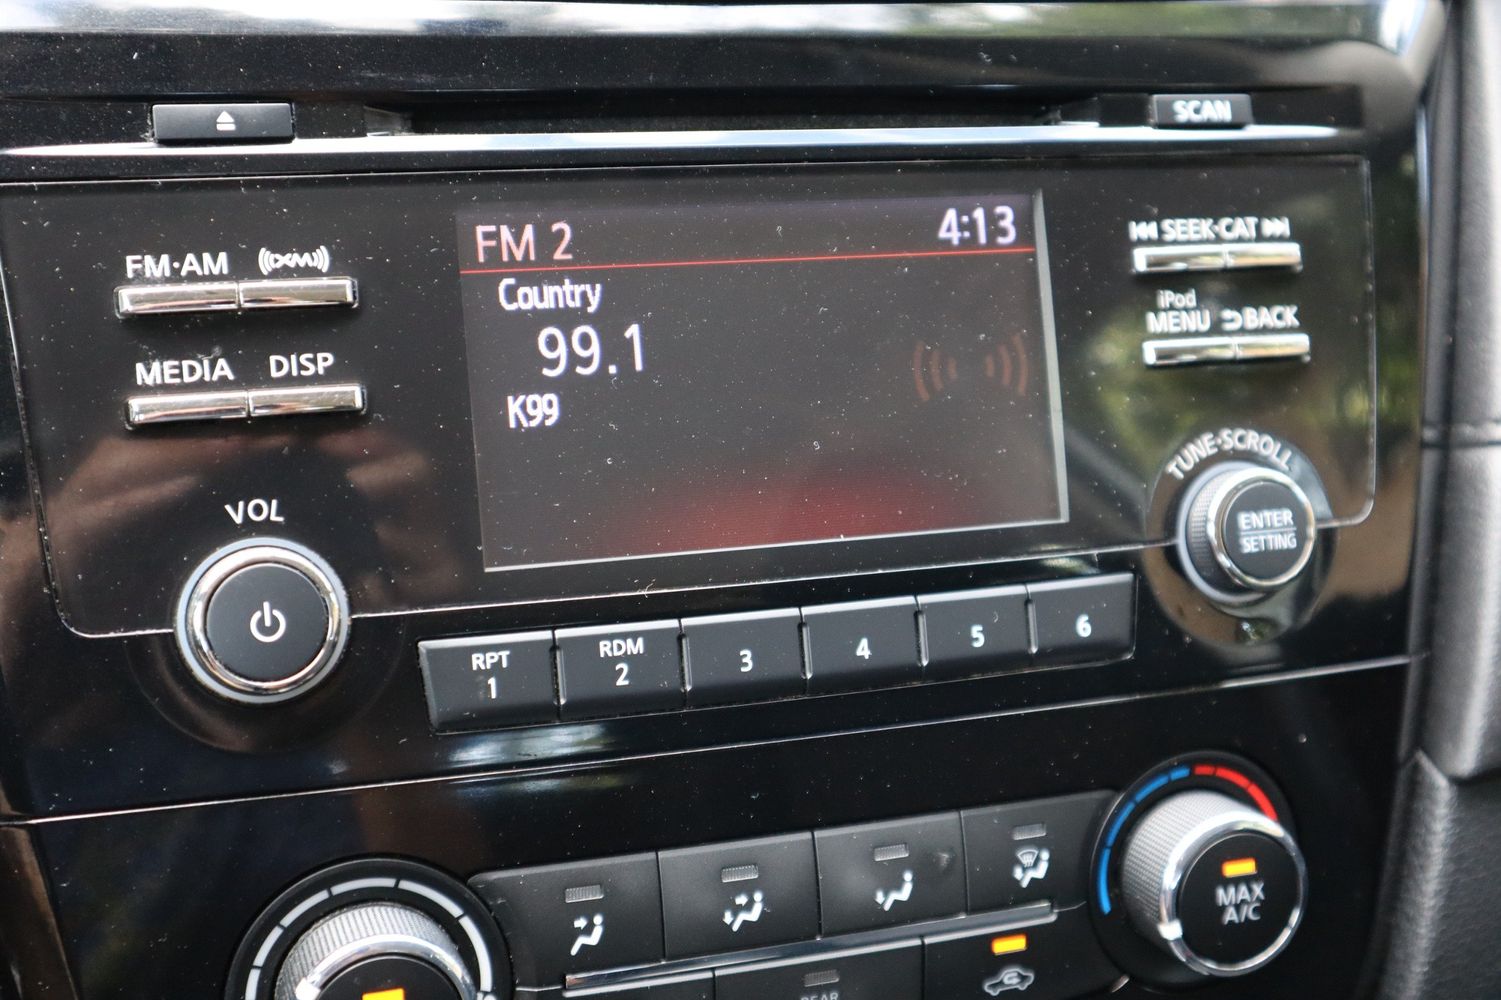 SCAN
FM·AM XM
MEDIA DISP
VOL
FM 2 4:13
Country
99.1
K99
SEEK·CAT
iPod
MENU BACK
TUNE·SCROLL
ENTER
SETTING
RPT
1
RDM
2
3
4
5
6
MAX
A/C